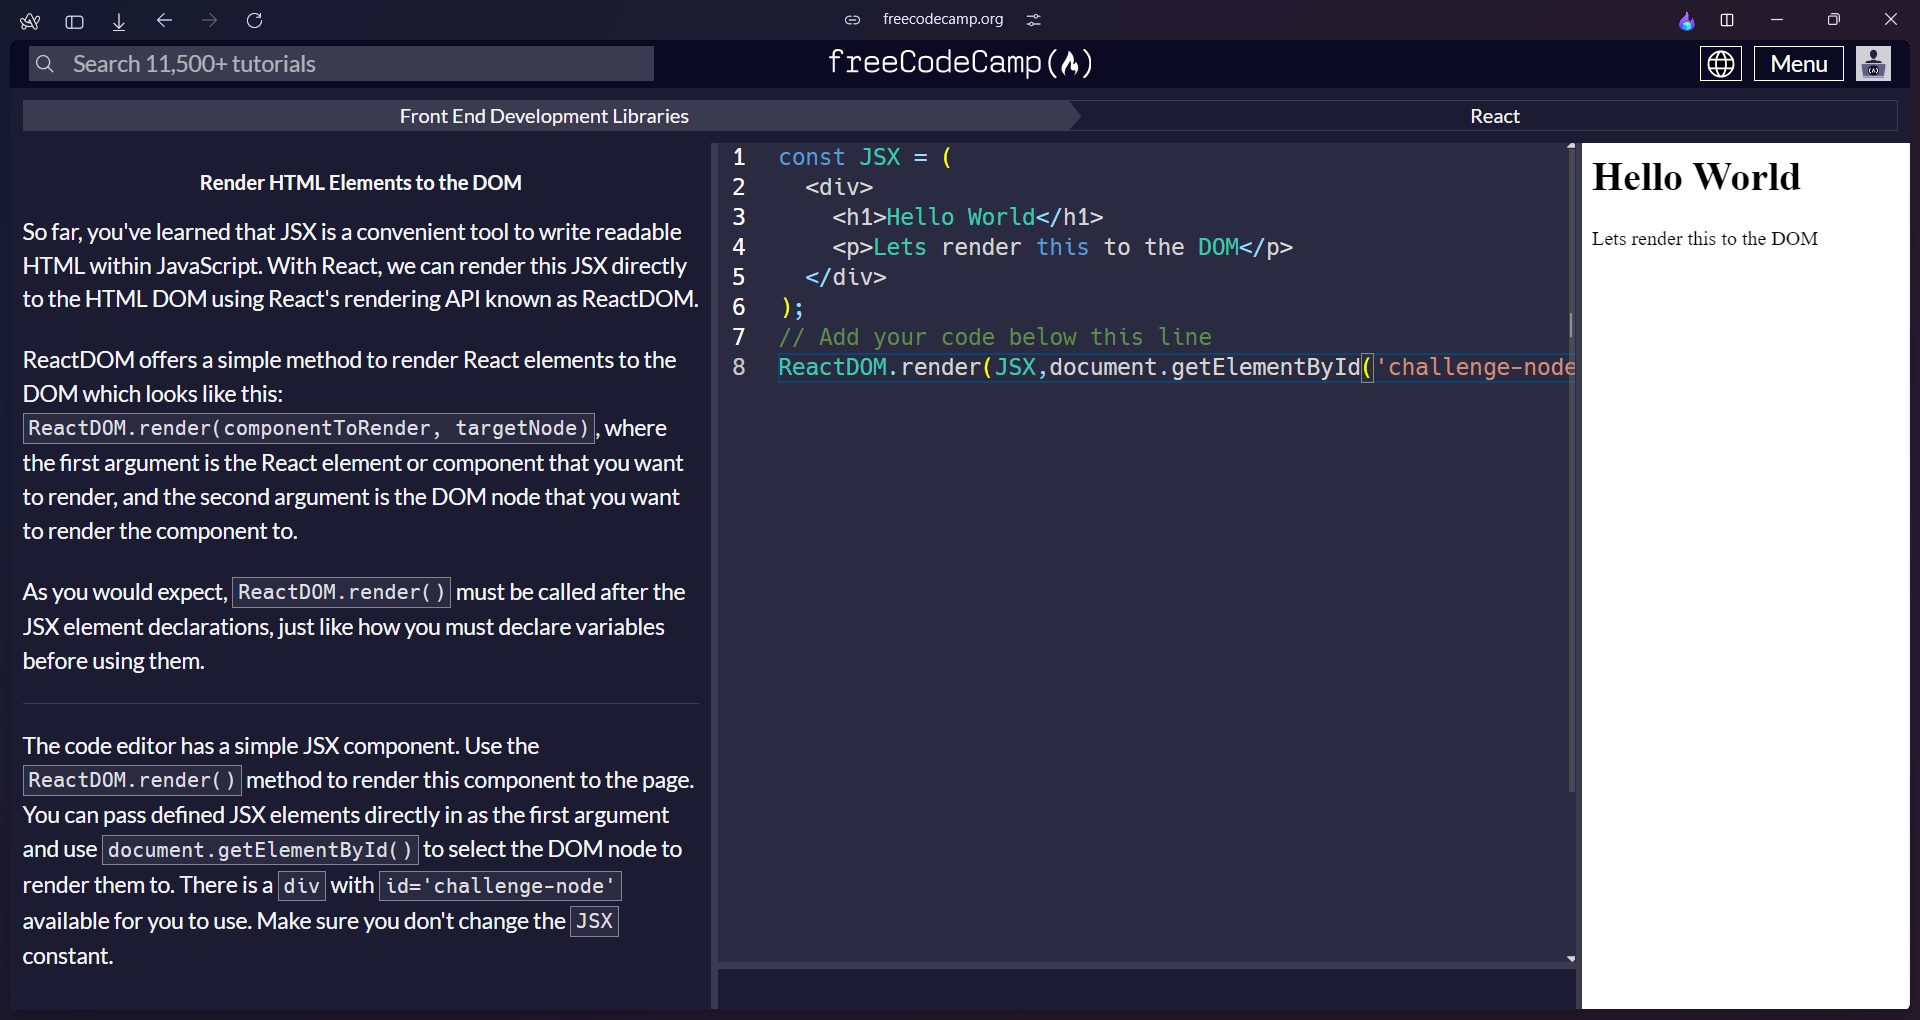 freecodecamp.org
Search 11,500+ tutorials
freeCodeCamp(🔥)
Menu
Front End Development Libraries
React
Render HTML Elements to the DOM
So far, you've learned that JSX is a convenient tool to write readable
HTML within JavaScript. With React, we can render this JSX directly
to the HTML DOM using React's rendering API known as ReactDOM.
ReactDOM offers a simple method to render React elements to the
DOM which looks like this:
ReactDOM.render(componentToRender, targetNode), where
the first argument is the React element or component that you want
to render, and the second argument is the DOM node that you want
to render the component to.
As you would expect, ReactDOM.render() must be called after the
JSX element declarations, just like how you must declare variables
before using them.
The code editor has a simple JSX component. Use the
ReactDOM.render() method to render this component to the page.
You can pass defined JSX elements directly in as the first argument
and use document.getElementById() to select the DOM node to
render them to. There is a div with id='challenge-node'
available for you to use. Make sure you don't change the JSX
constant.
1 const JSX = (
2 <div>
3 <h1>Hello World</h1>
4 <p>Lets render this to the DOM</p>
5 </div>
6 );
7 // Add your code below this line
8 ReactDOM.render(JSX,document.getElementById('challenge-node
Hello World
Lets render this to the DOM